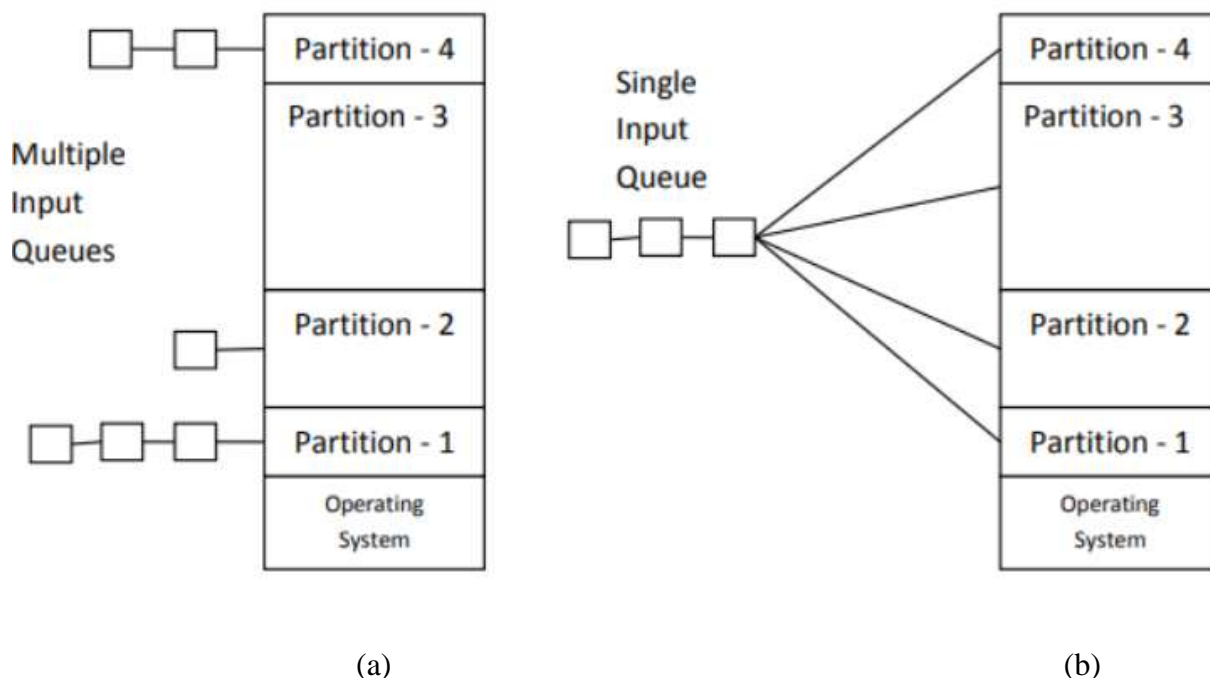 Multiple
Input
Queues
Partition - 4
Partition - 3
Partition - 2
Partition - 1
Operating
System
(a)
Single
Input
Queue
Partition - 4
Partition - 3
Partition - 2
Partition - 1
Operating
System
(b)